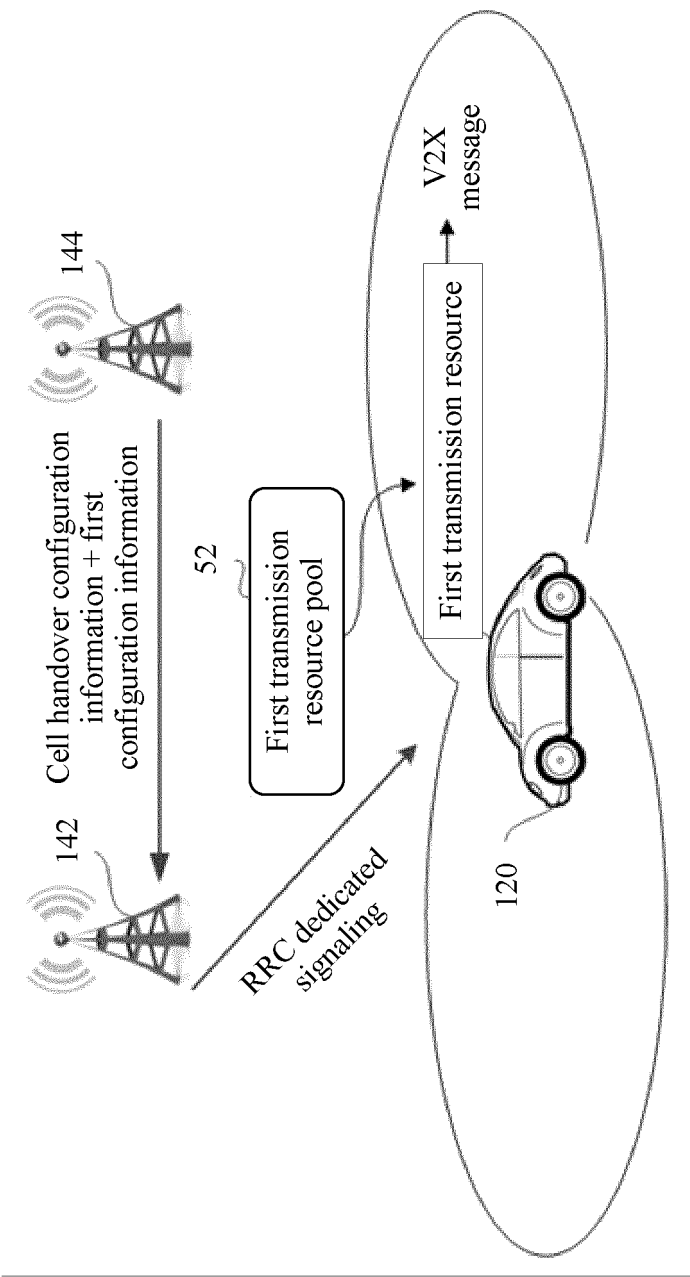 142
Cell handover configuration
information + first
configuration information
144
RRC dedicated
signaling
52
First transmission
resource pool
First transmission resource
V2X
message
120